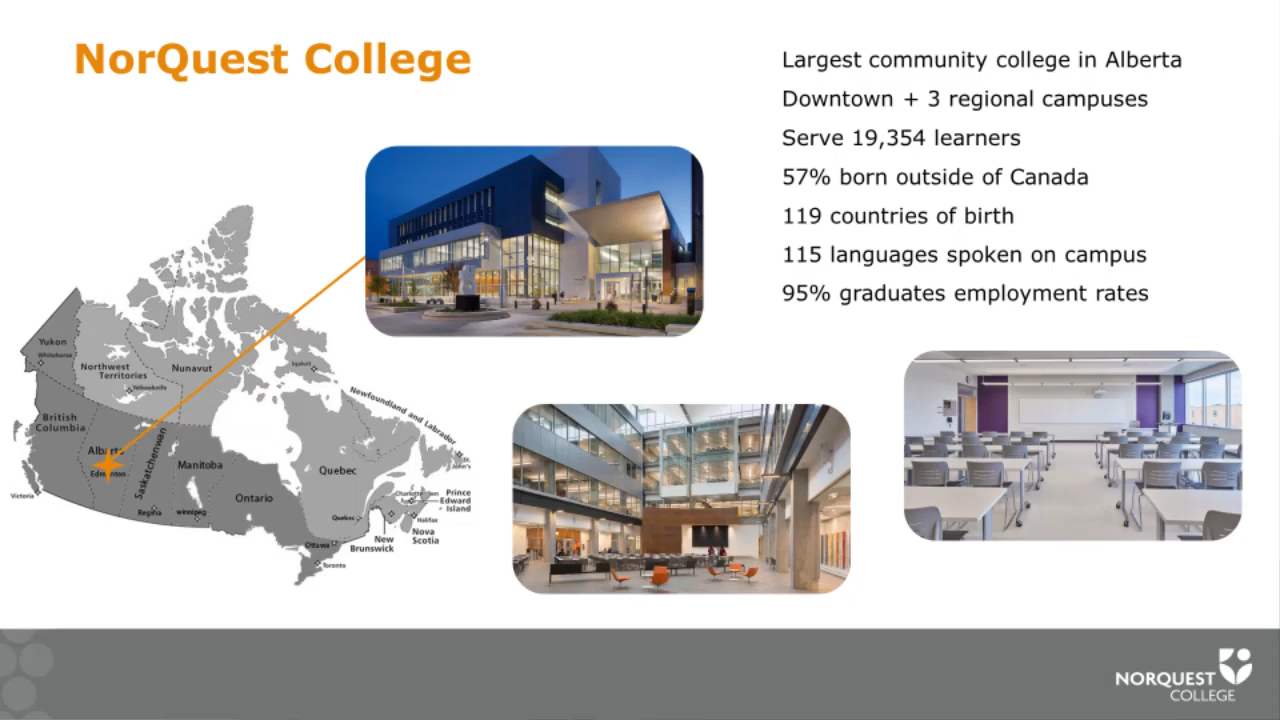 NorQuest College
Largest community college in Alberta
Downtown + 3 regional campuses
Serve 19,354 learners
57% born outside of Canada
119 countries of birth
115 languages spoken on campus
95% graduates employment rates
Yukon
Whitehorse
Northwest
Territories
Yellowknife
Nunavut
Iqaluit
Newfoundland and Labrador
British
Columbia
Alberta
Edmonton
Saskatchewan
Manitoba
Ontario
Quebec
St.
John's
Victoria
Regina
winnipeg
Quebec
Ottawa
Toronto
Prince
Edward
Island
Halifax
Nova
Scotia
New
Brunswick
NORQUEST
COLLEGE